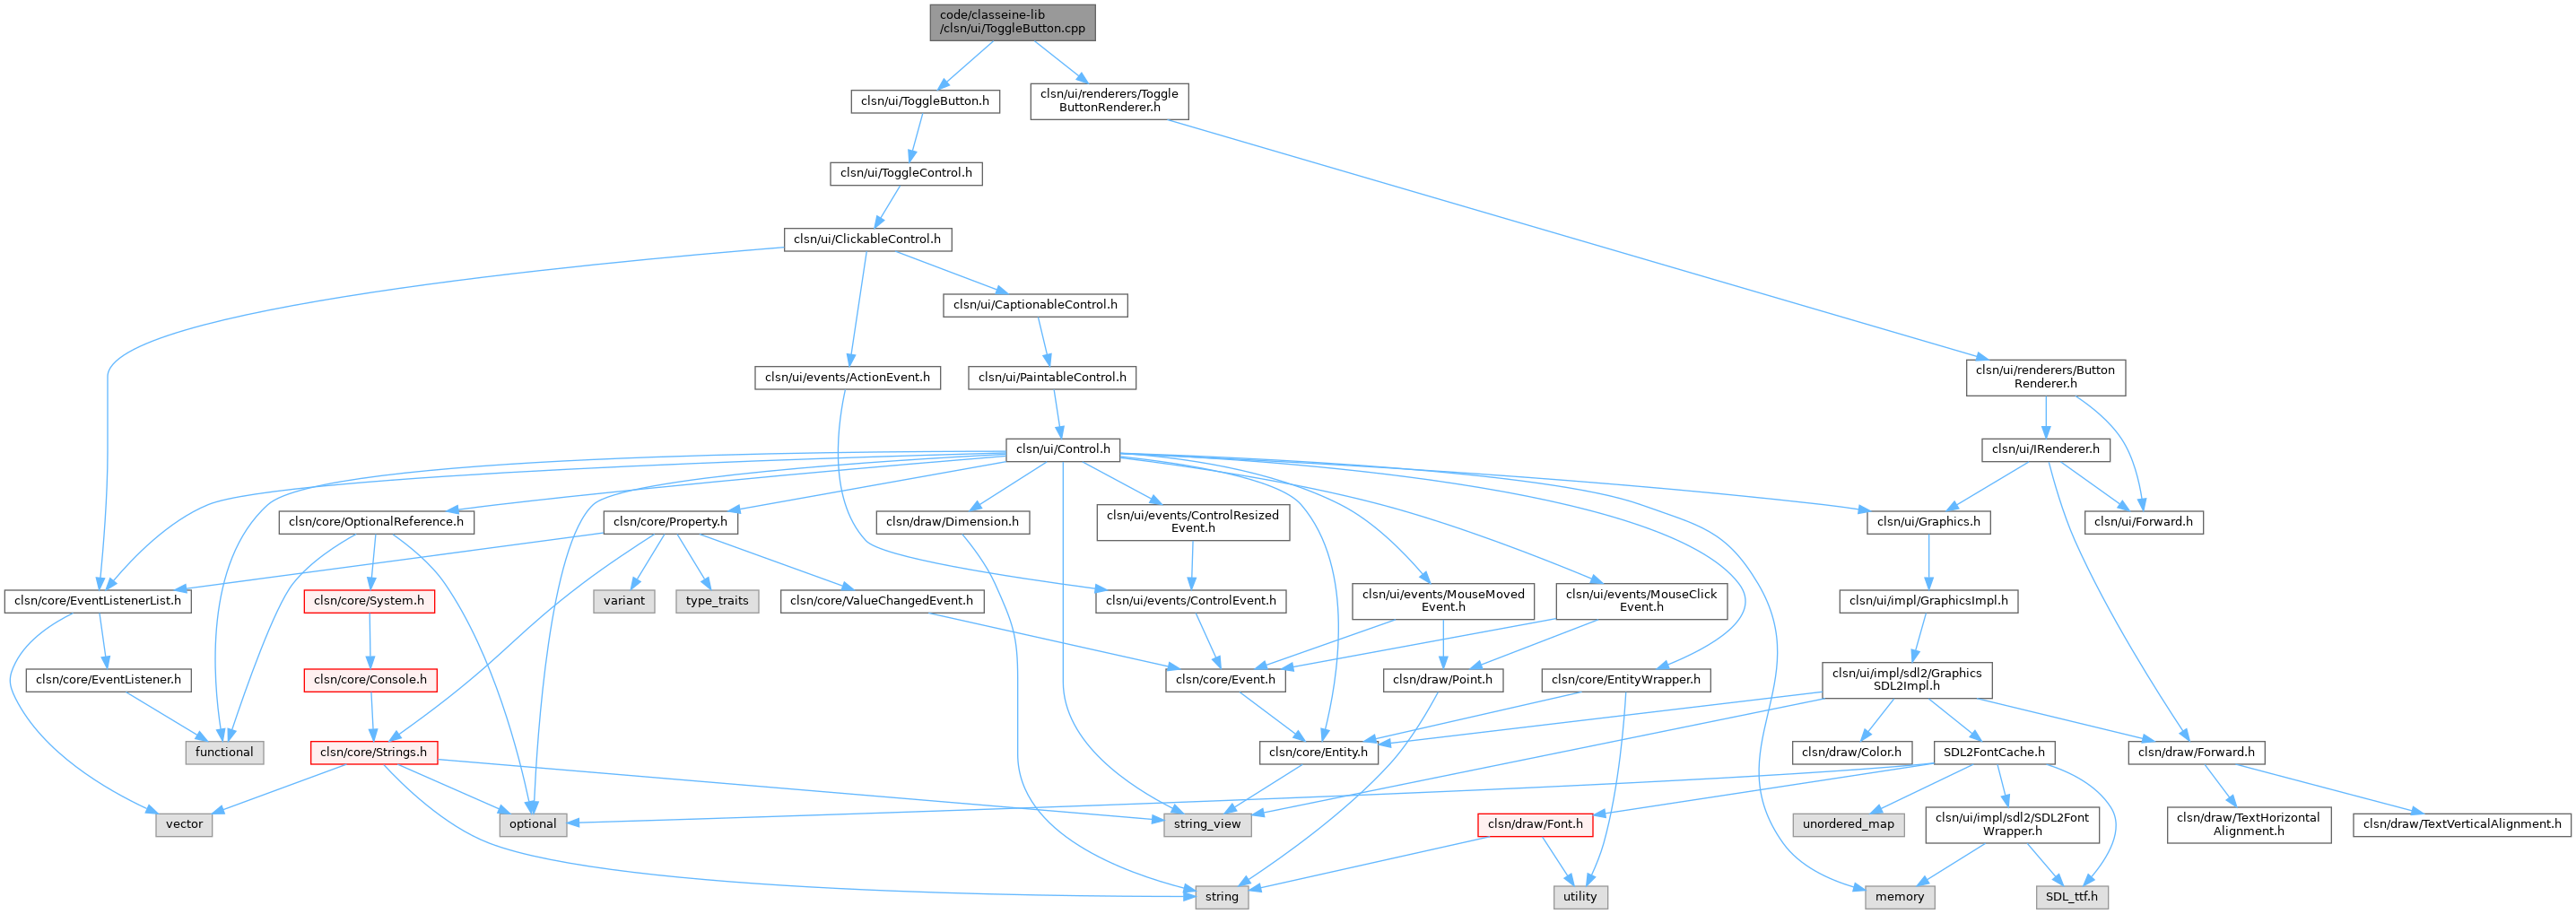 code/classeine-lib
/clsn/ui/ToggleButton.cpp
clsn/ui/ToggleButton.h
clsn/ui/renderers/Toggle
ButtonRenderer.h
clsn/ui/ToggleControl.h
clsn/ui/ClickableControl.h
clsn/ui/CaptionableControl.h
clsn/ui/events/ActionEvent.h
clsn/ui/PaintableControl.h
clsn/ui/renderers/Button
Renderer.h
clsn/ui/Control.h
clsn/ui/IRenderer.h
clsn/core/OptionalReference.h
clsn/core/Property.h
clsn/draw/Dimension.h
clsn/ui/events/ControlResized
Event.h
clsn/ui/Graphics.h
clsn/ui/Forward.h
clsn/core/EventListenerList.h
clsn/core/System.h
variant
type_traits
clsn/core/ValueChangedEvent.h
clsn/ui/events/ControlEvent.h
clsn/ui/events/MouseMoved
Event.h
clsn/ui/events/MouseClick
Event.h
clsn/ui/impl/GraphicsImpl.h
clsn/core/EventListener.h
clsn/core/Console.h
clsn/core/Event.h
clsn/draw/Point.h
clsn/core/EntityWrapper.h
clsn/ui/impl/sdl2/Graphics
SDL2Impl.h
functional
clsn/core/Strings.h
clsn/core/Entity.h
clsn/draw/Color.h
SDL2FontCache.h
clsn/draw/Forward.h
vector
optional
string_view
clsn/draw/Font.h
unordered_map
clsn/ui/impl/sdl2/SDL2Font
Wrapper.h
clsn/draw/TextHorizontal
Alignment.h
clsn/draw/TextVerticalAlignment.h
string
utility
memory
SDL_ttf.h